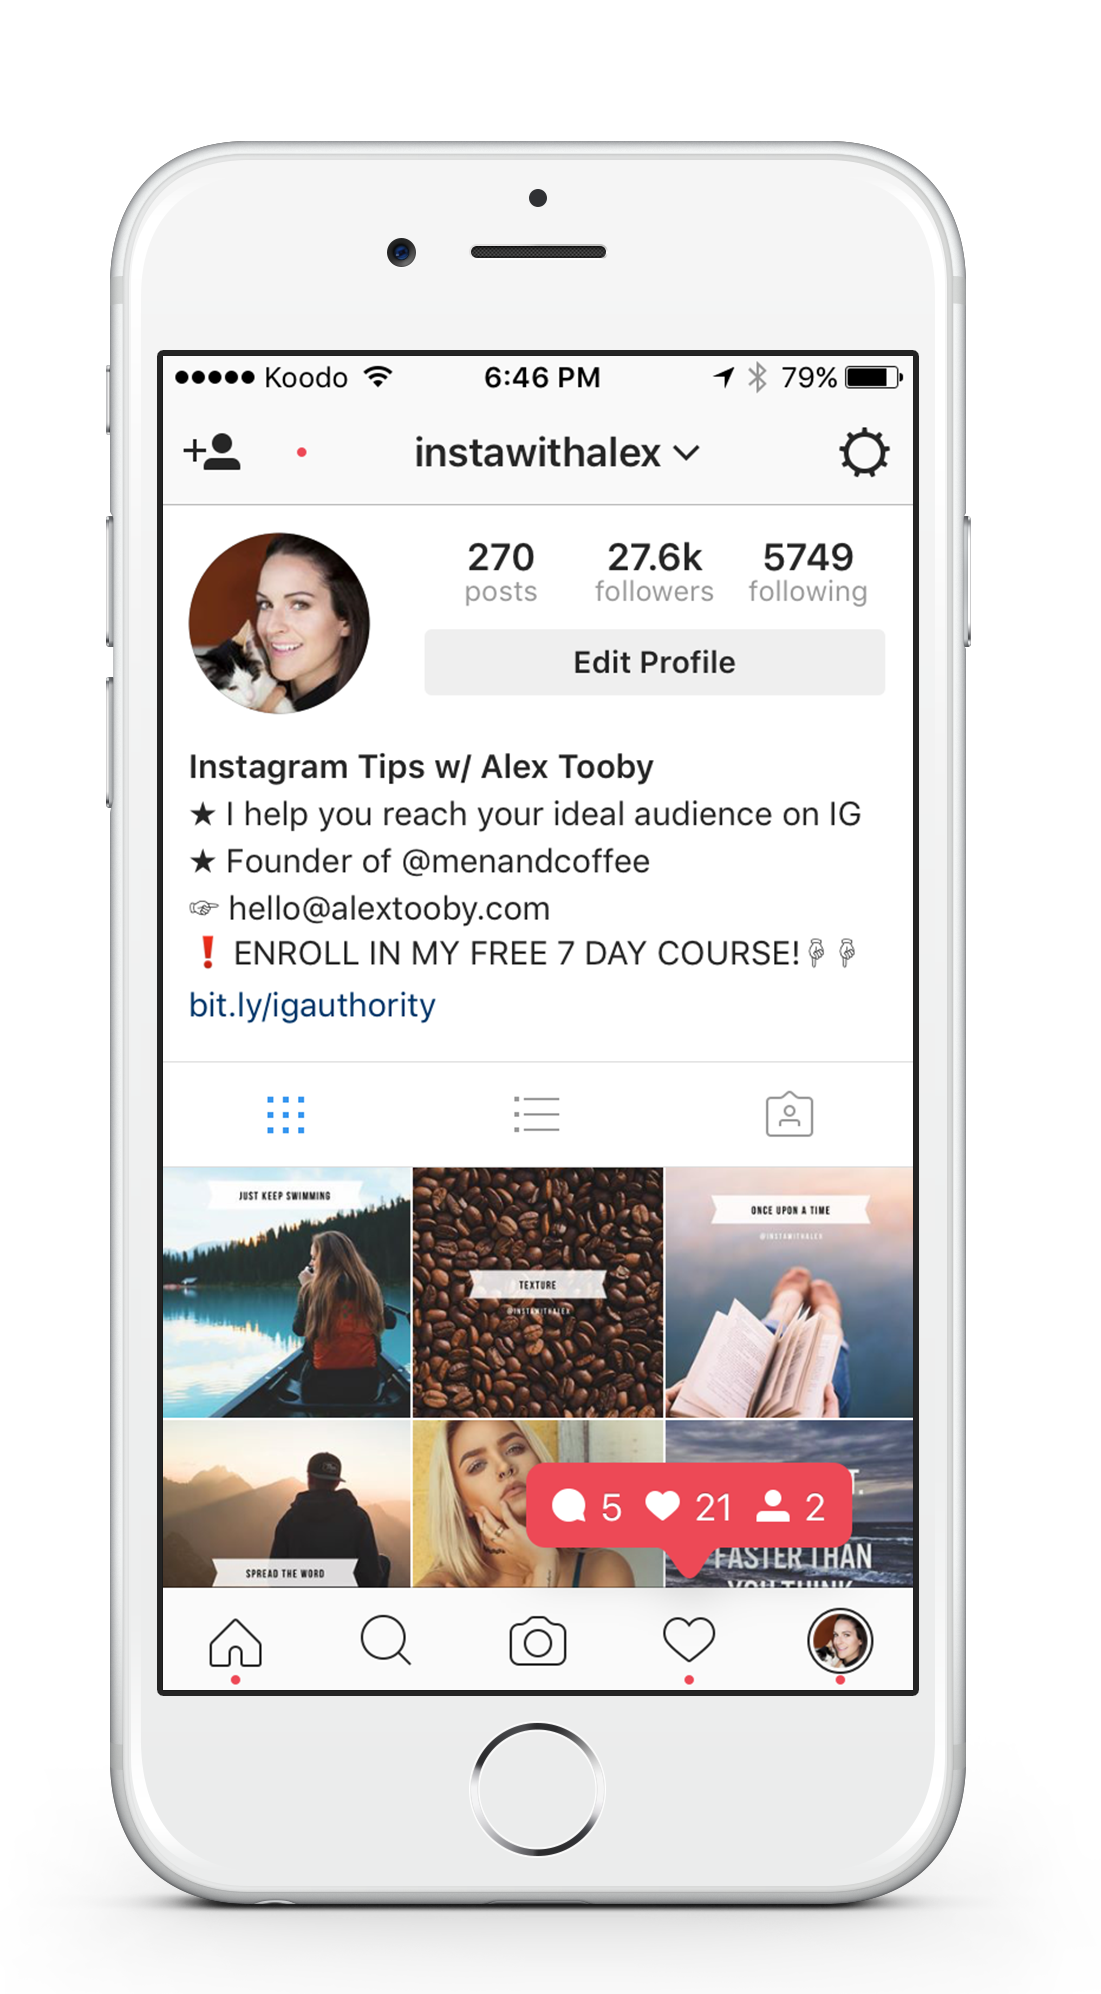 Koodo 6:46 PM 79%
instawithalex
270 27.6k 5749
posts followers following
Edit Profile
Instagram Tips w/ Alex Tooby
★ I help you reach your ideal audience on IG
★ Founder of @menandcoffee
☞ hello@alextooby.com
❗ ENROLL IN MY FREE 7 DAY COURSE!☟☟
bit.ly/igauthority
JUST KEEP SWIMMING
TEXTURE
@INSTAWITHALEX
ONCE UPON A TIME
@INSTAWITHALEX
SPREAD THE WORD
5 21 2
T.
FASTER THAN
YOU THINK